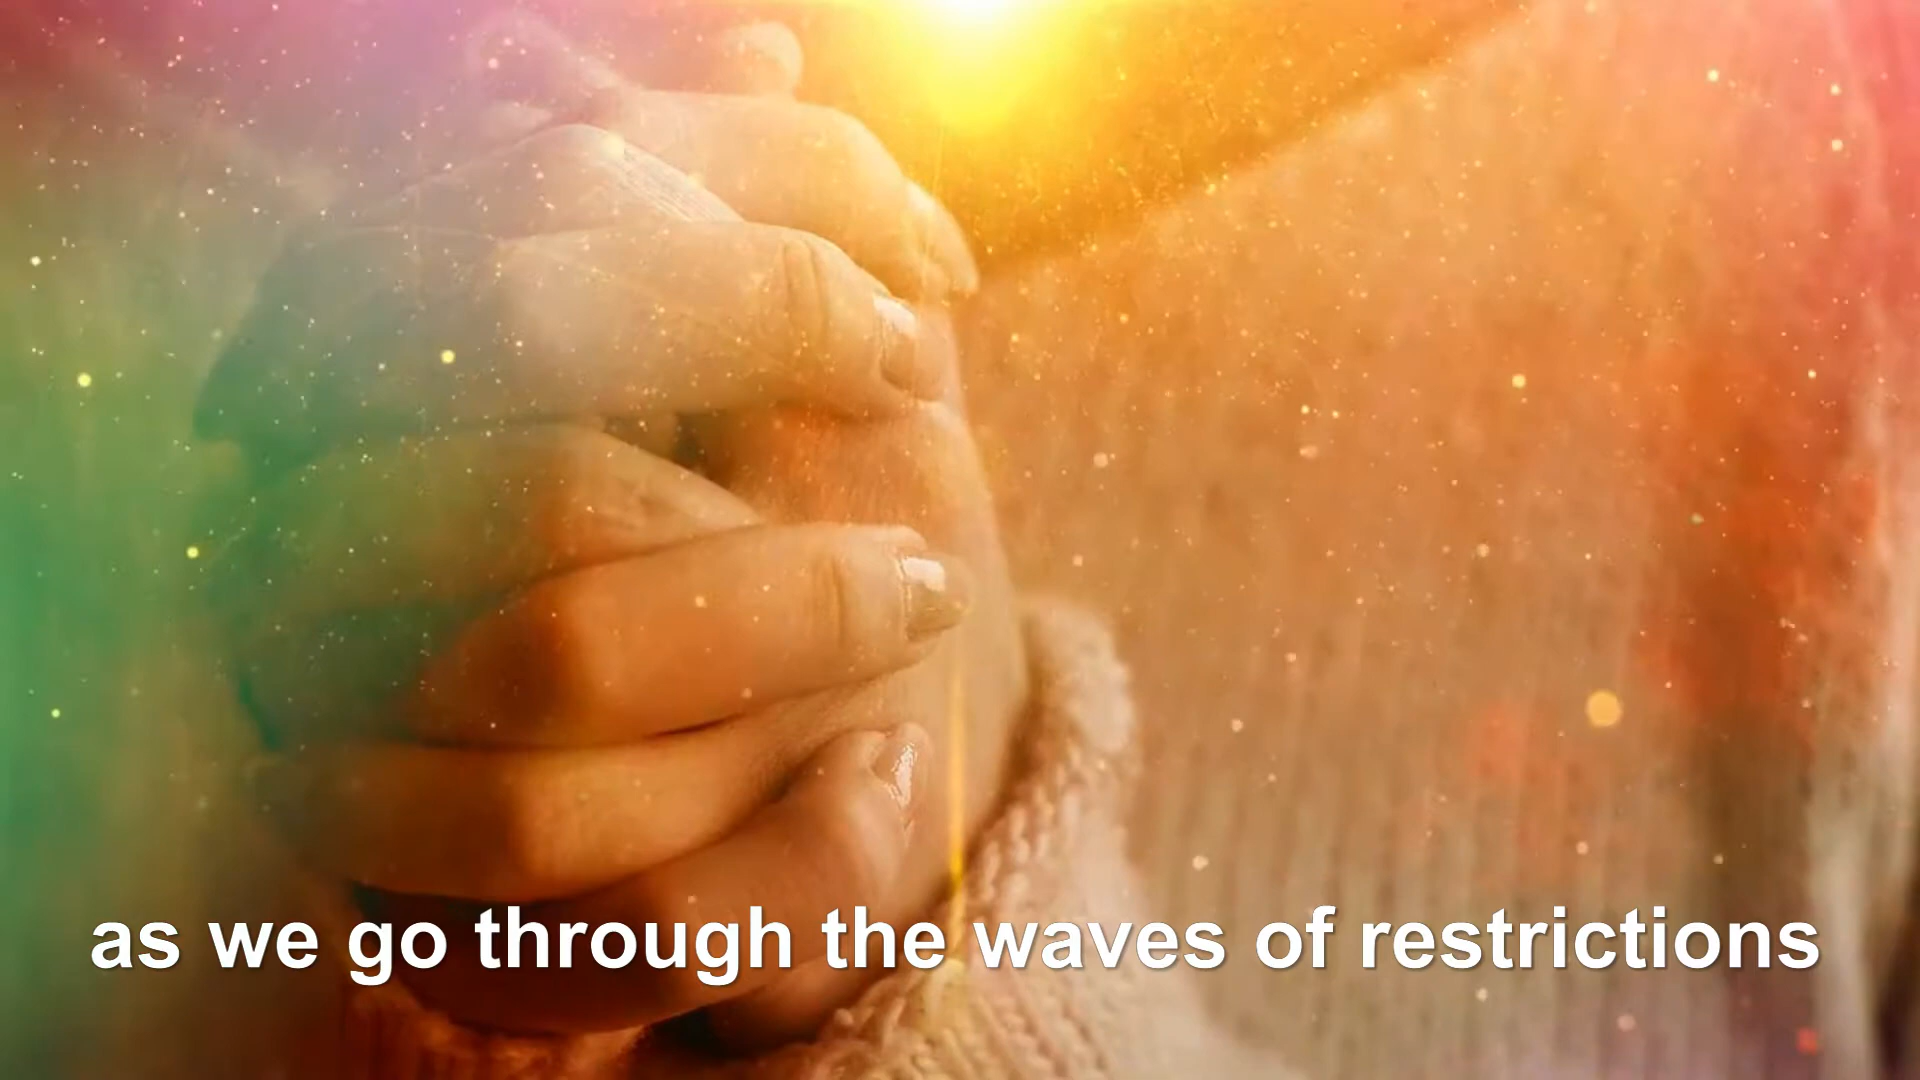 as we go through the waves of restrictions